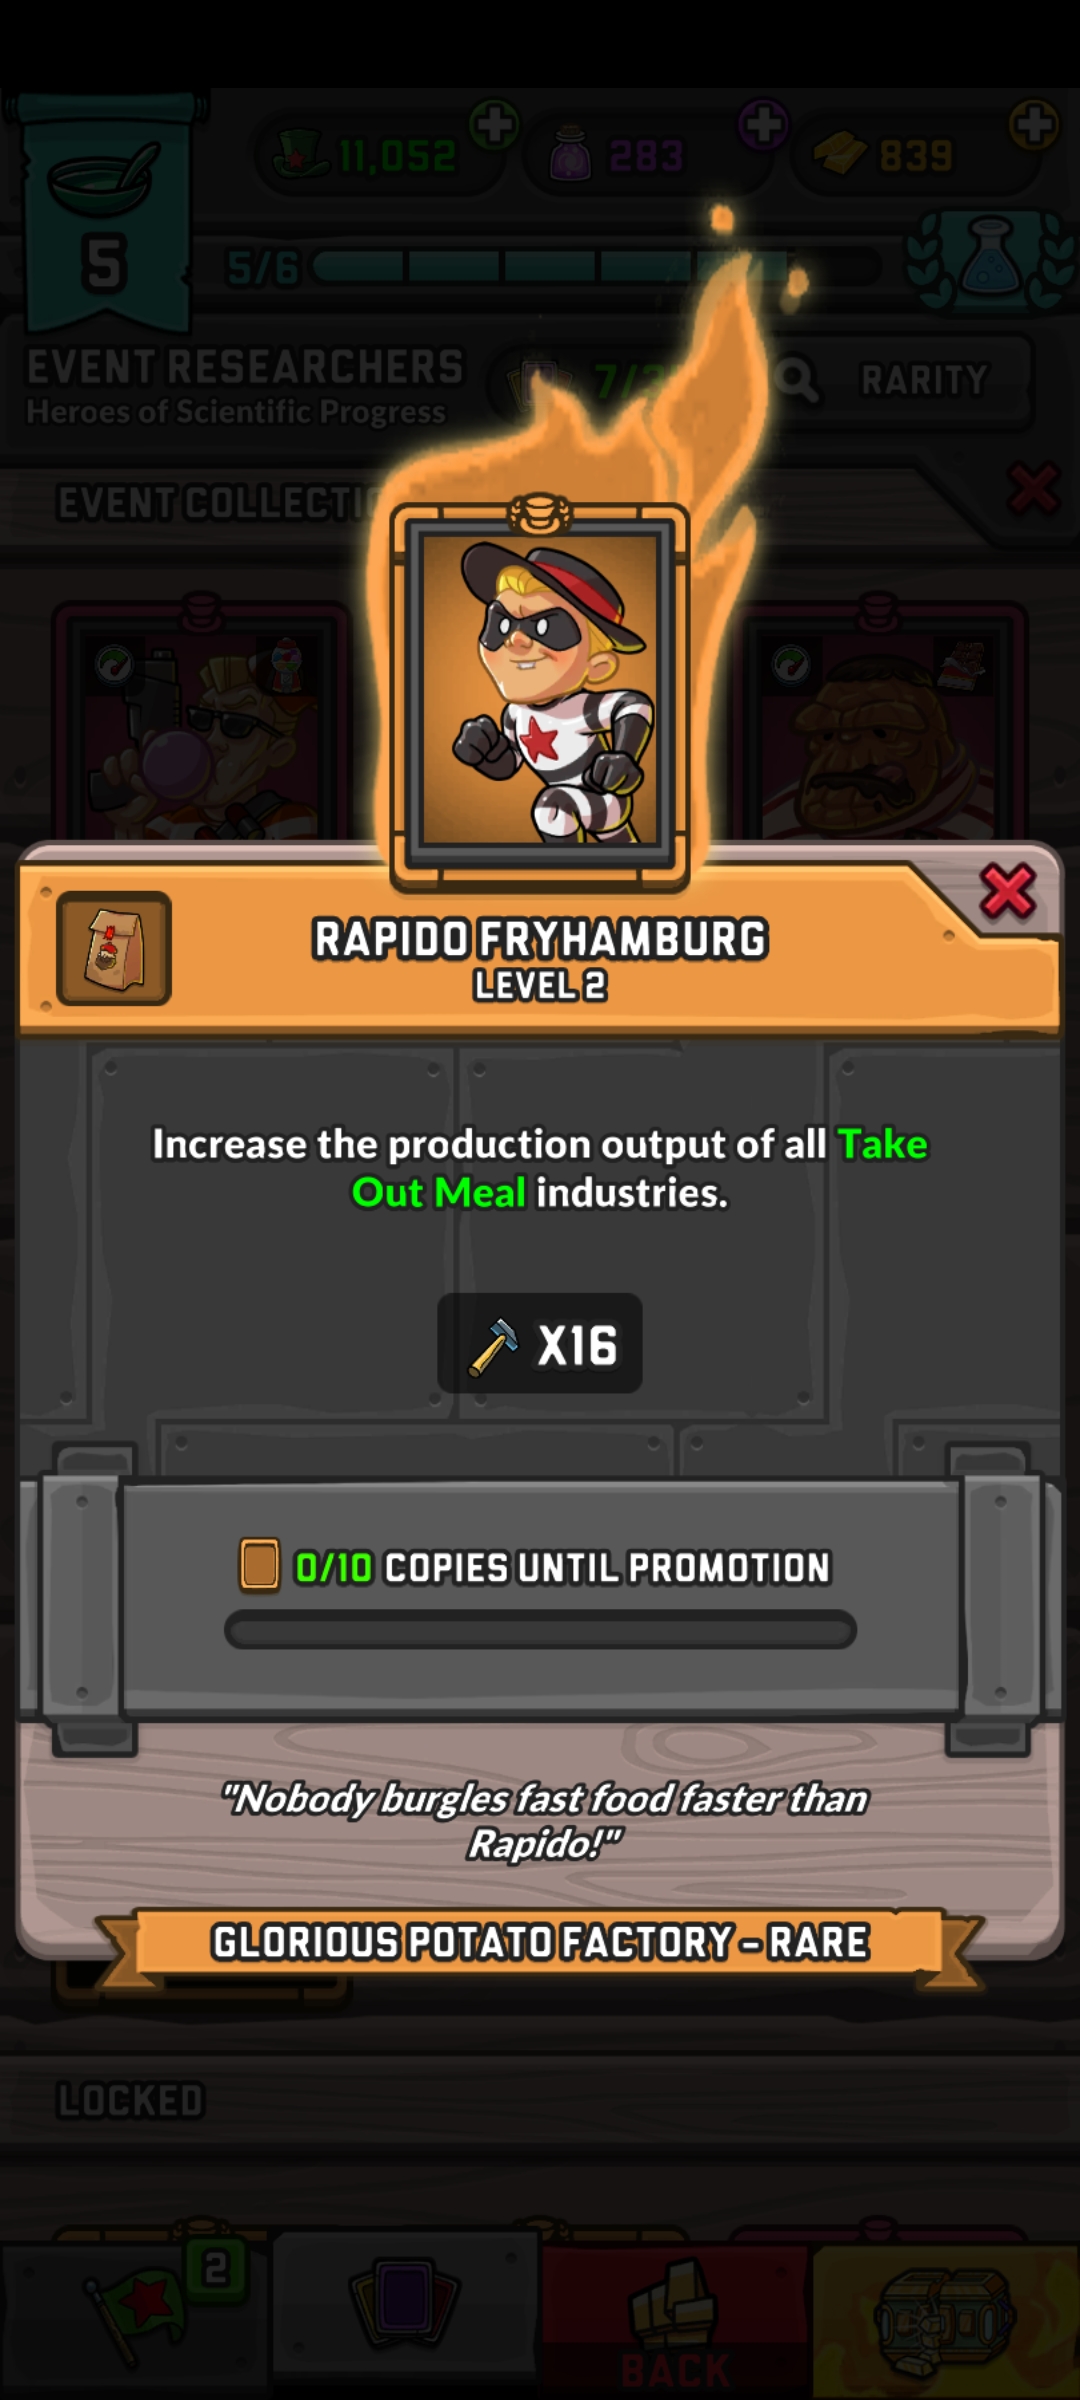 11,052
283
839
5
5/6
EVENT RESEARCHERS
Heroes of Scientific Progress
RARITY
RAPIDO FRYHAMBURG
LEVEL 2
Increase the production output of all Take
Out Meal industries.
X16
0/10 COPIES UNTIL PROMOTION
"Nobody burgles fast food faster than
Rapido!"
GLORIOUS POTATO FACTORY - RARE
LOCKED
2
BACK